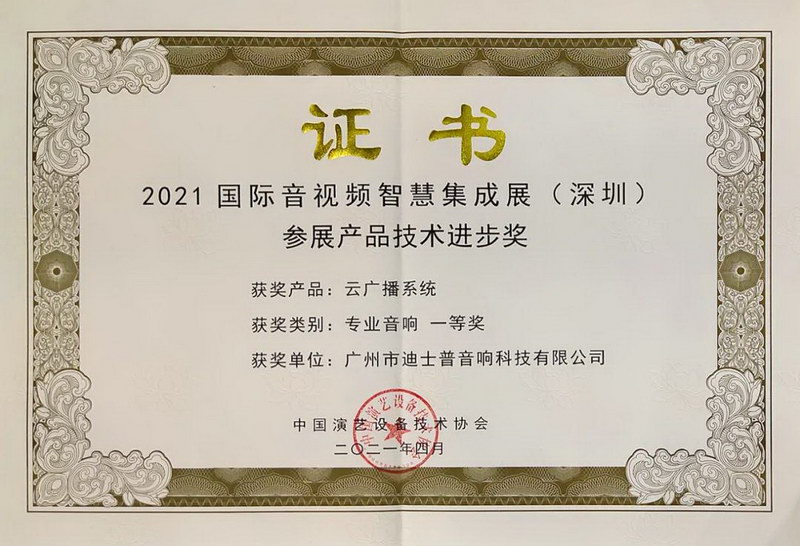 证书
2021国际音视频智慧集成展（深圳）
参展产品技术进步奖
获奖产品：云广播系统
获奖类别：专业音响 一等奖
获奖单位：广州市迪士普音响科技有限公司
中国演艺设备技术协会
二〇二一年四月